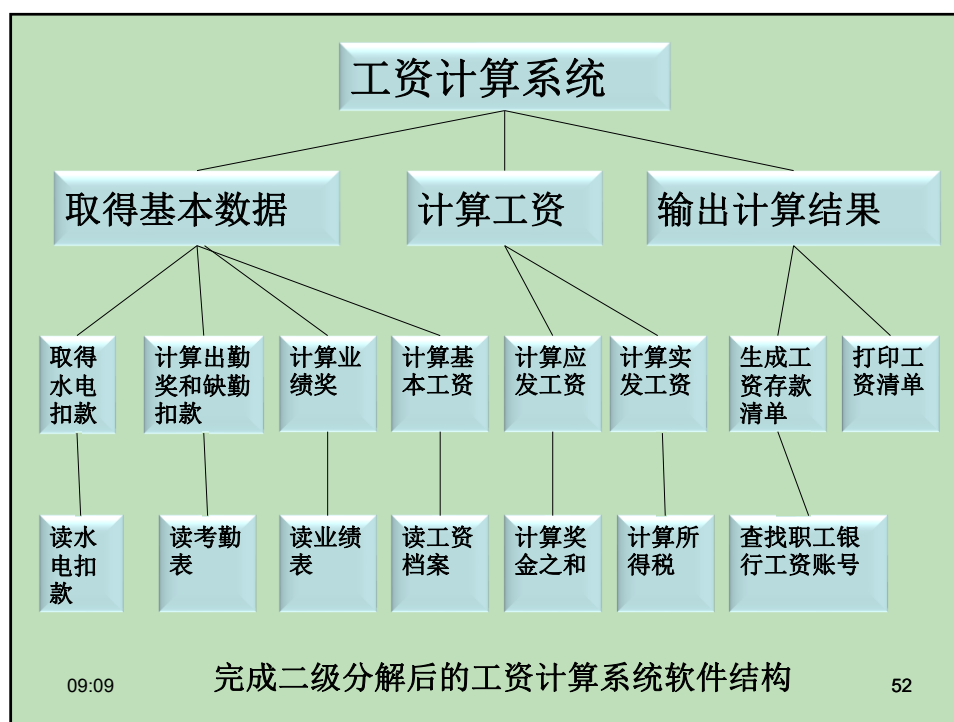 工资计算系统
取得基本数据
计算工资
输出计算结果
取得
水电
扣款
计算出勤
奖和缺勤
扣款
计算业
绩奖
计算基
本工资
计算应
发工资
计算实
发工资
生成工
资存款
清单
打印工
资清单
读水
电扣
款
读考勤
表
读业绩
表
读工资
档案
计算奖
金之和
计算所
得税
查找职工银
行工资账号
完成二级分解后的工资计算系统软件结构
09:09
52